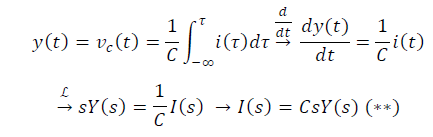 y(t) = v_c(t) = \frac{1}{C} \int_{-\infty}^{\tau} i(\tau)d\tau \xrightarrow{\frac{d}{dt}} \frac{dy(t)}{dt} = \frac{1}{C} i(t)
\xrightarrow{\mathcal{L}} sY(s) = \frac{1}{C} I(s) \rightarrow I(s) = CsY(s) (**)